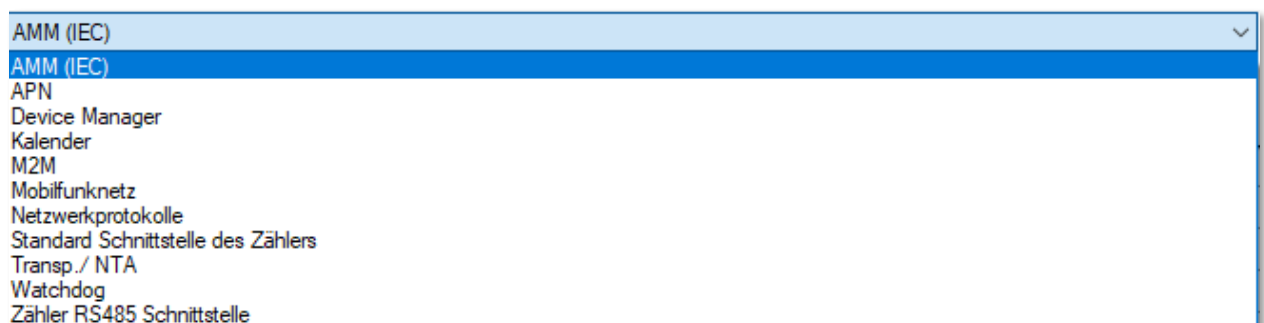 AMM (IEC)
AMM (IEC)
APN
Device Manager
Kalender
M2M
Mobilfunknetz
Netzwerkprotokolle
Standard Schnittstelle des Zählers
Transp./ NTA
Watchdog
Zähler RS485 Schnittstelle